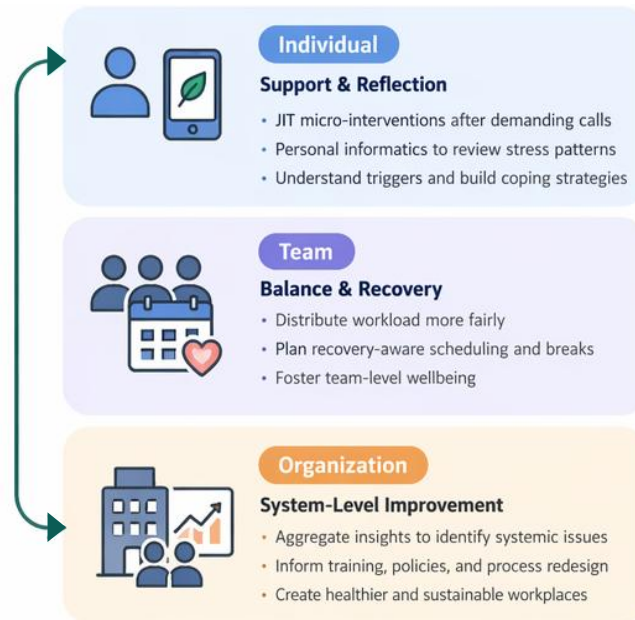 Individual
Support & Reflection
• JIT micro-interventions after demanding calls
• Personal informatics to review stress patterns
• Understand triggers and build coping strategies
Team
Balance & Recovery
• Distribute workload more fairly
• Plan recovery-aware scheduling and breaks
• Foster team-level wellbeing
Organization
System-Level Improvement
• Aggregate insights to identify systemic issues
• Inform training, policies, and process redesign
• Create healthier and sustainable workplaces